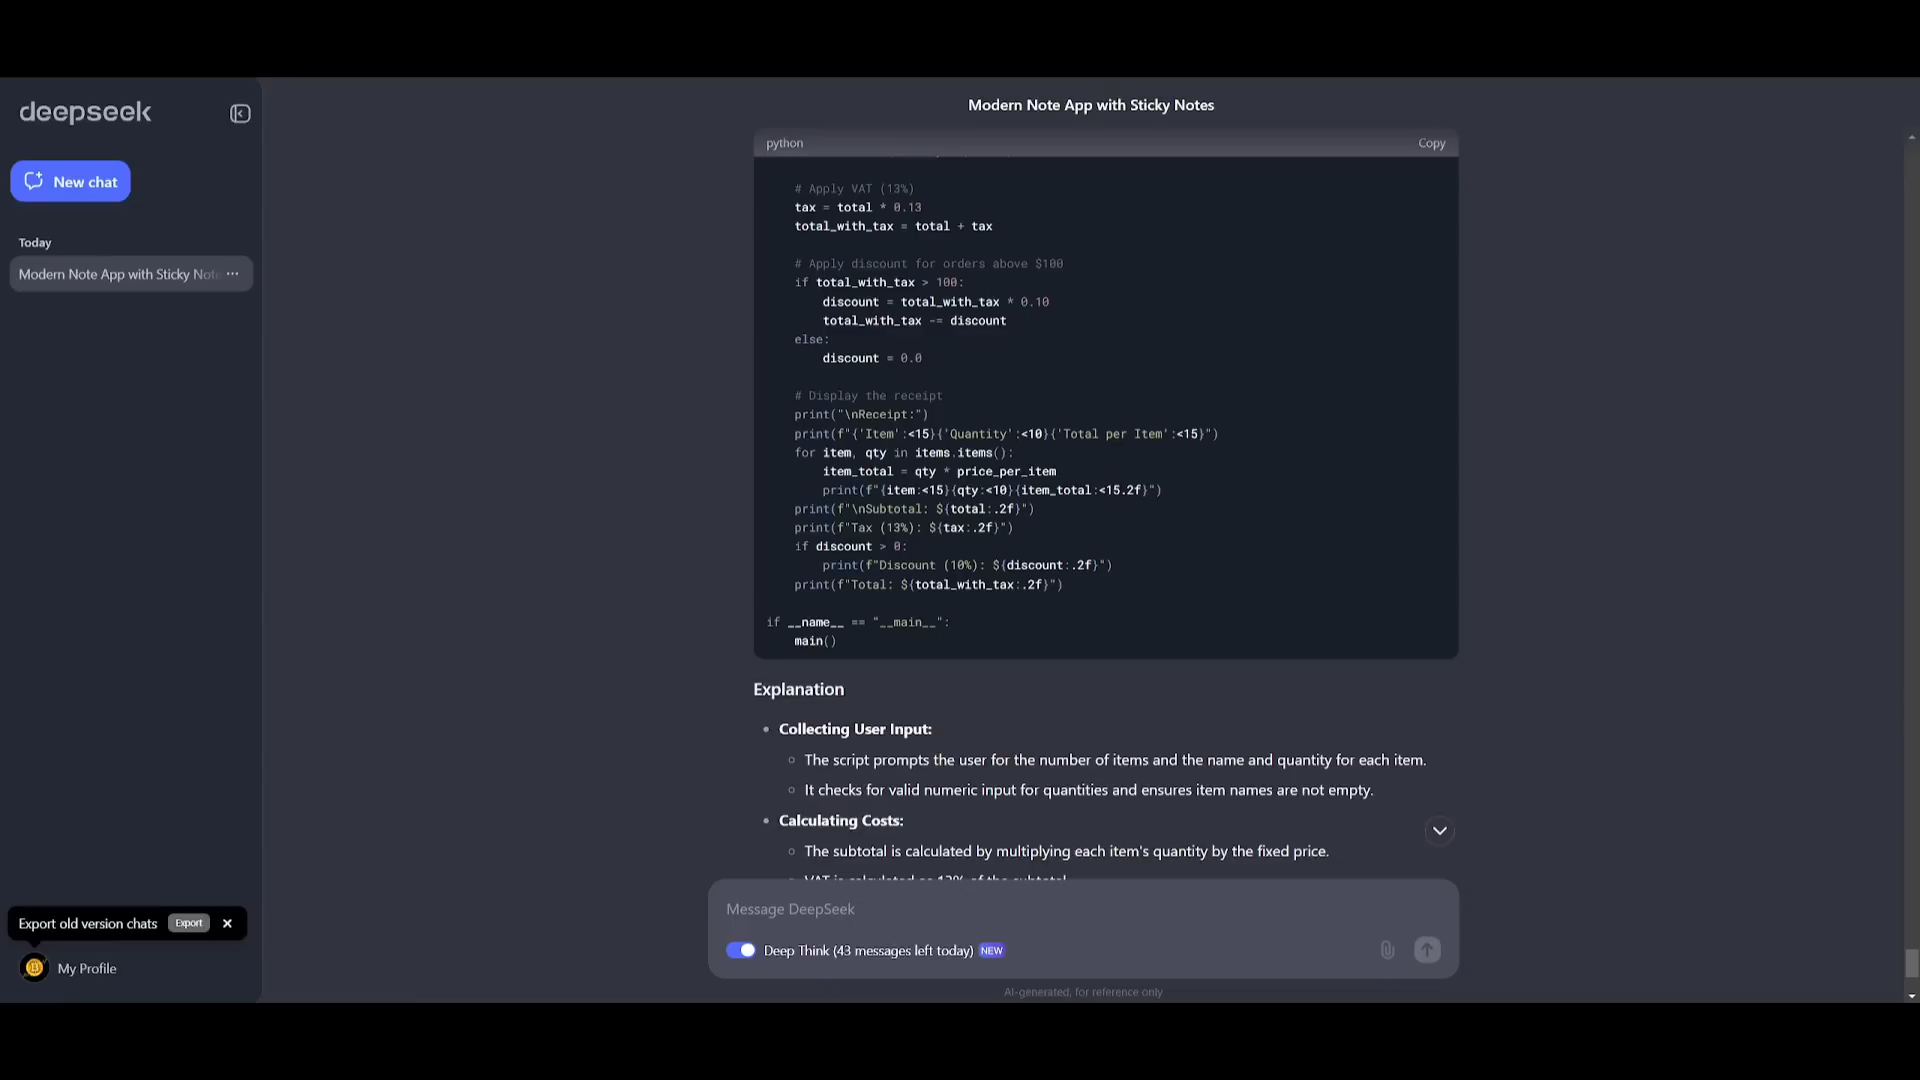 deepseek
New chat
Today
Modern Note App with Sticky Not
Export old version chats
Export
My Profile
Modern Note App with Sticky Notes
python
Copy
# Apply VAT (13%)
tax = total * 0.13
total_with_tax = total + tax
# Apply discount for orders above $100
if total_with_tax > 100:
discount = total_with_tax * 0.10
total_with_tax -= discount
else:
discount = 0.0
# Display the receipt
print("\nReceipt:")
print(f"{'Item':<15}{'Quantity':<10}{'Total per Item':<15}")
for item, qty in items.items():
item_total = qty * price_per_item
print(f"{item:<15}{qty:<10}{item_total:<15.2f}")
print(f"\nSubtotal: ${total:.2f}")
print(f"Tax (13%): ${tax:.2f}")
if discount > 0:
print(f"Discount (10%): ${discount:.2f}")
print(f"Total: ${total_with_tax:.2f}")
if __name__ == "__main__":
main()
Explanation
• Collecting User Input:
○ The script prompts the user for the number of items and the name and quantity for each item.
○ It checks for valid numeric input for quantities and ensures item names are not empty.
• Calculating Costs:
○ The subtotal is calculated by multiplying each item's quantity by the fixed price.
VAT is calculated as 13% of the subtotal
Message DeepSeek
Deep Think (43 messages left today) NEW
AI-generated, for reference only